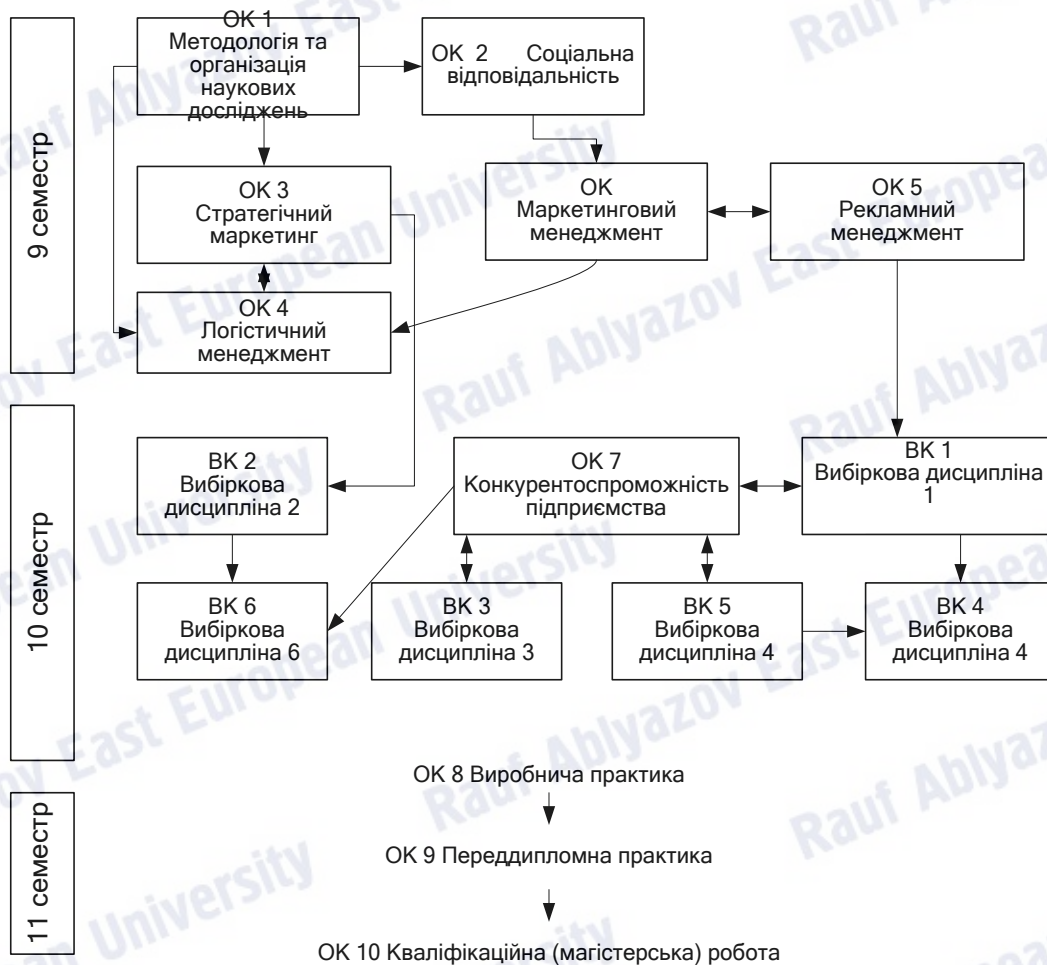 9 семестр
ОК 1
Методологія та
організація
наукових
досліджень
ОК 2 Соціальна
відповідальність
ОК 3
Стратегічний
маркетинг
ОК
Маркетинговий
менеджмент
ОК 5
Рекламний
менеджмент
ОК 4
Логістичний
менеджмент
10 семестр
ВК 2
Вибіркова
дисципліна 2
ОК 7
Конкурентоспроможність
підприємства
ВК 1
Вибіркова дисципліна
1
ВК 6
Вибіркова
дисципліна 6
ВК 3
Вибіркова
дисципліна 3
ВК 5
Вибіркова
дисципліна 4
ВК 4
Вибіркова
дисципліна 4
11 семестр
ОК 8 Виробнича практика
ОК 9 Переддипломна практика
ОК 10 Кваліфікаційна (магістерська) робота
Rauf Ablyazov East European University